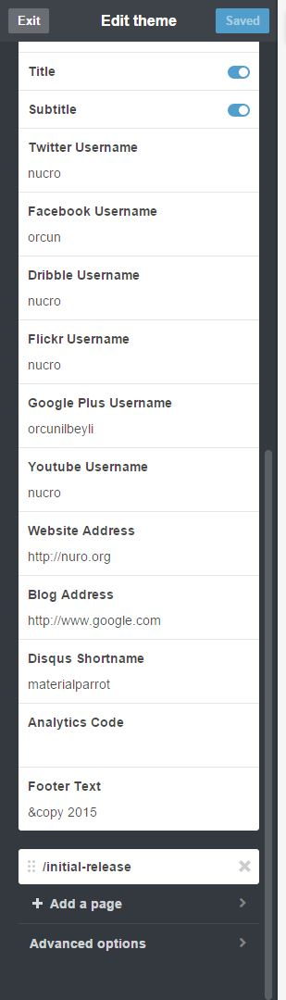 Exit Edit theme Saved
Title
Subtitle
Twitter Username
nucro
Facebook Username
orcun
Dribble Username
nucro
Flickr Username
nucro
Google Plus Username
orcunilbeyli
Youtube Username
nucro
Website Address
http://nuro.org
Blog Address
http://www.google.com
Disqus Shortname
materialparrot
Analytics Code
Footer Text
&copy 2015
/initial-release
Add a page
Advanced options